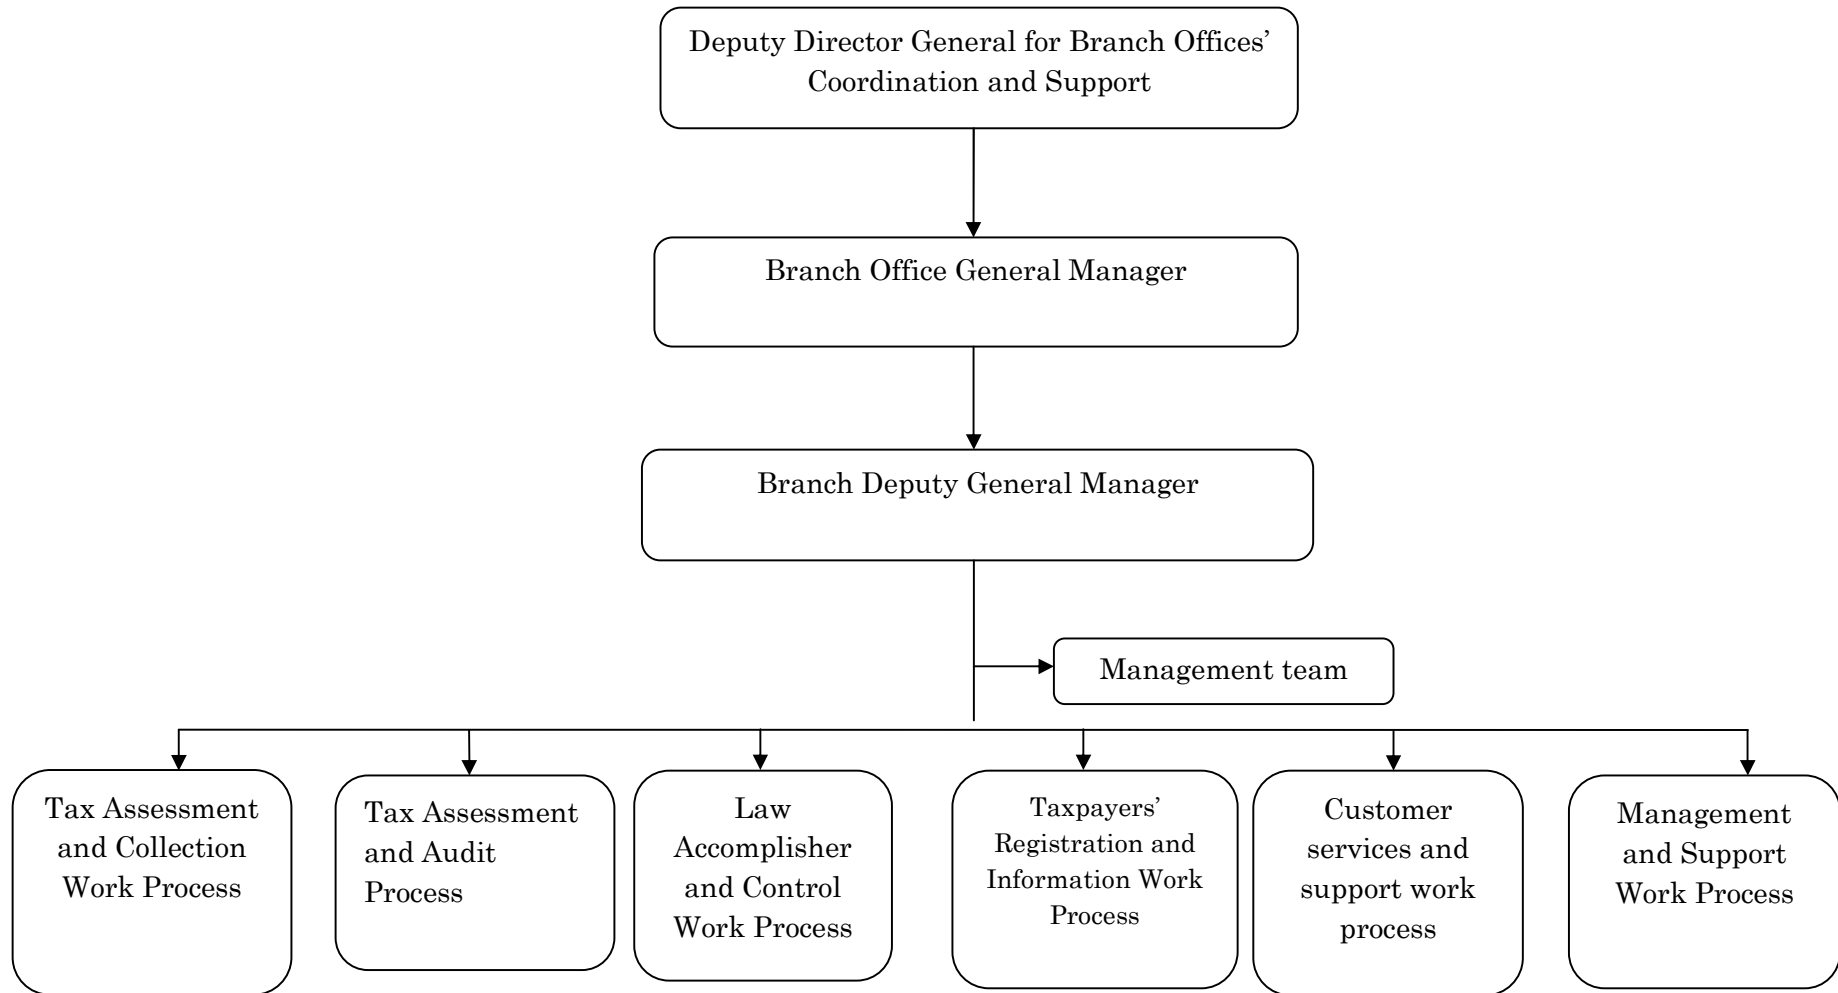 Deputy Director General for Branch Offices’
Coordination and Support
Branch Office General Manager
Branch Deputy General Manager
Management team
Tax Assessment
and Collection
Work Process
Tax Assessment
and Audit
Process
Law
Accomplisher
and Control
Work Process
Taxpayers’
Registration and
Information Work
Process
Customer
services and
support work
process
Management
and Support
Work Process